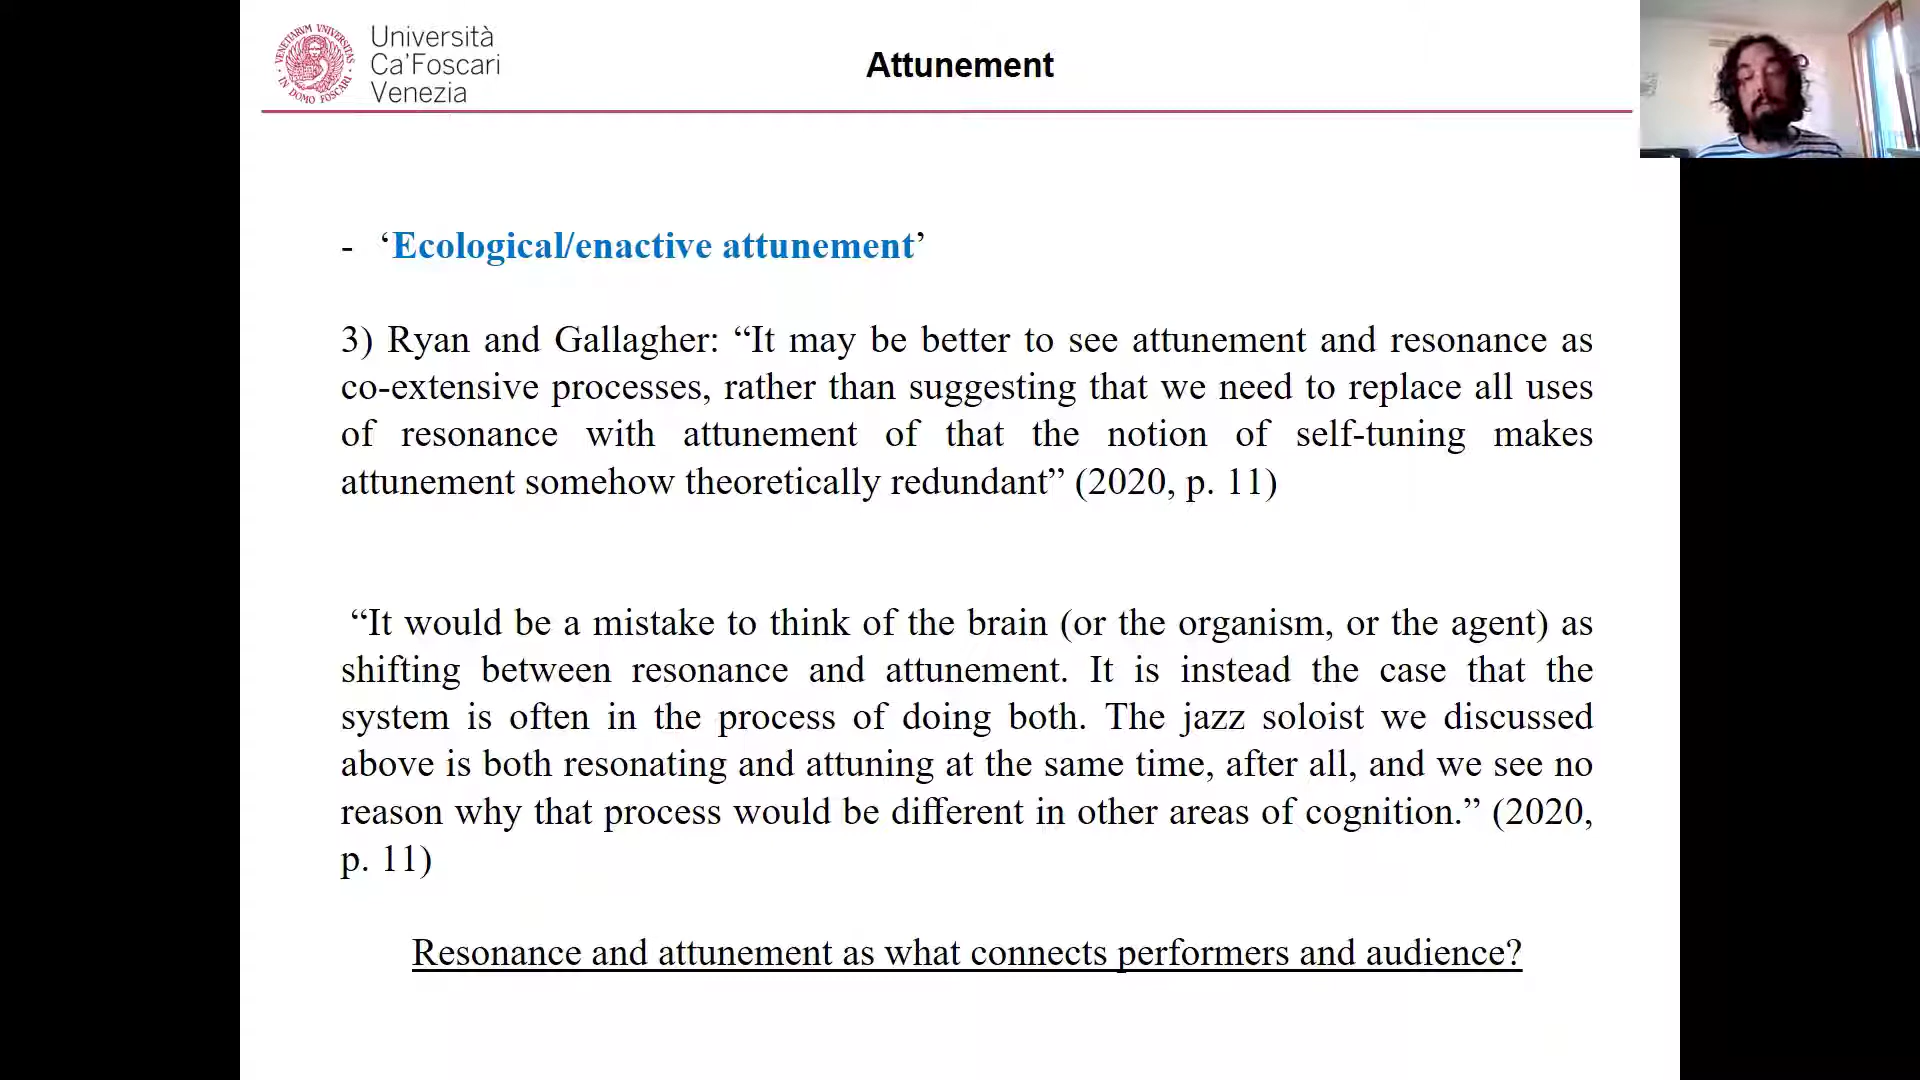 Università
Ca'Foscari
Venezia
VENETIARVM VNIVERSITAS
IN DOMO FOSCARI
Attunement
- ‘Ecological/enactive attunement’
3) Ryan and Gallagher: “It may be better to see attunement and resonance as
co-extensive processes, rather than suggesting that we need to replace all uses
of resonance with attunement of that the notion of self-tuning makes
attunement somehow theoretically redundant” (2020, p. 11)
“It would be a mistake to think of the brain (or the organism, or the agent) as
shifting between resonance and attunement. It is instead the case that the
system is often in the process of doing both. The jazz soloist we discussed
above is both resonating and attuning at the same time, after all, and we see no
reason why that process would be different in other areas of cognition.” (2020,
p. 11)
Resonance and attunement as what connects performers and audience?